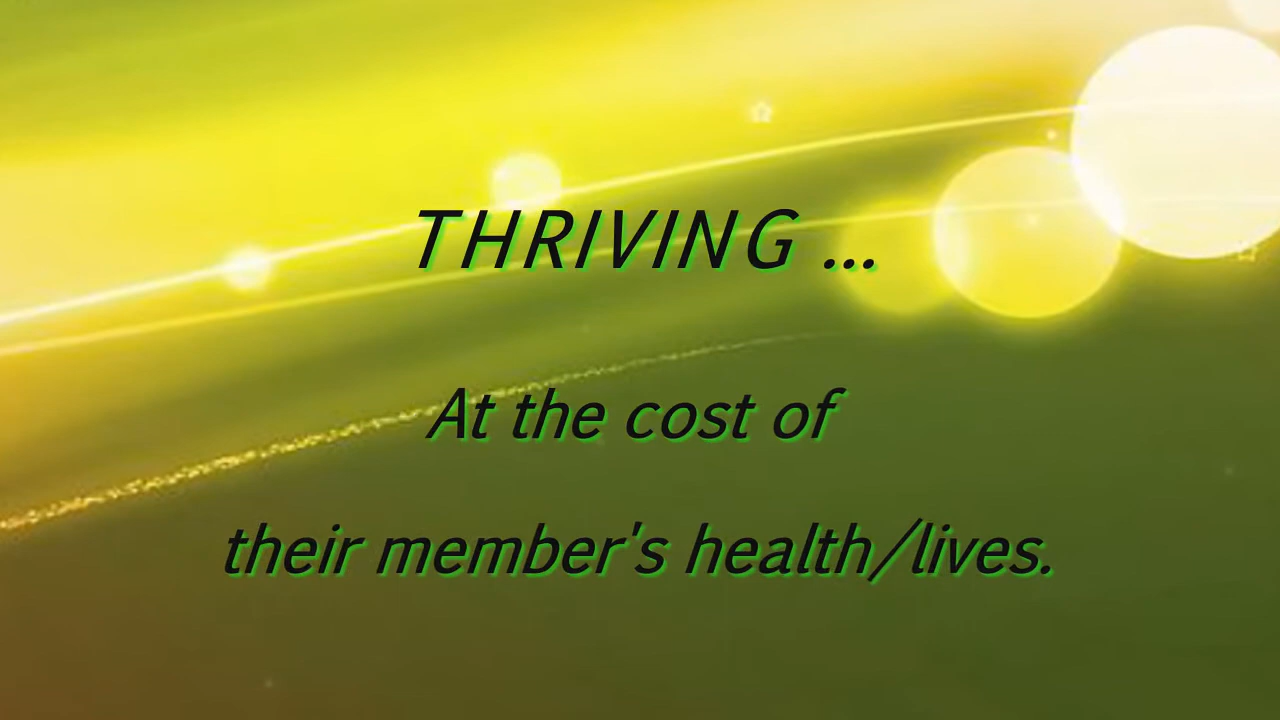 THRIVING ...
At the cost of
their member's health/lives.